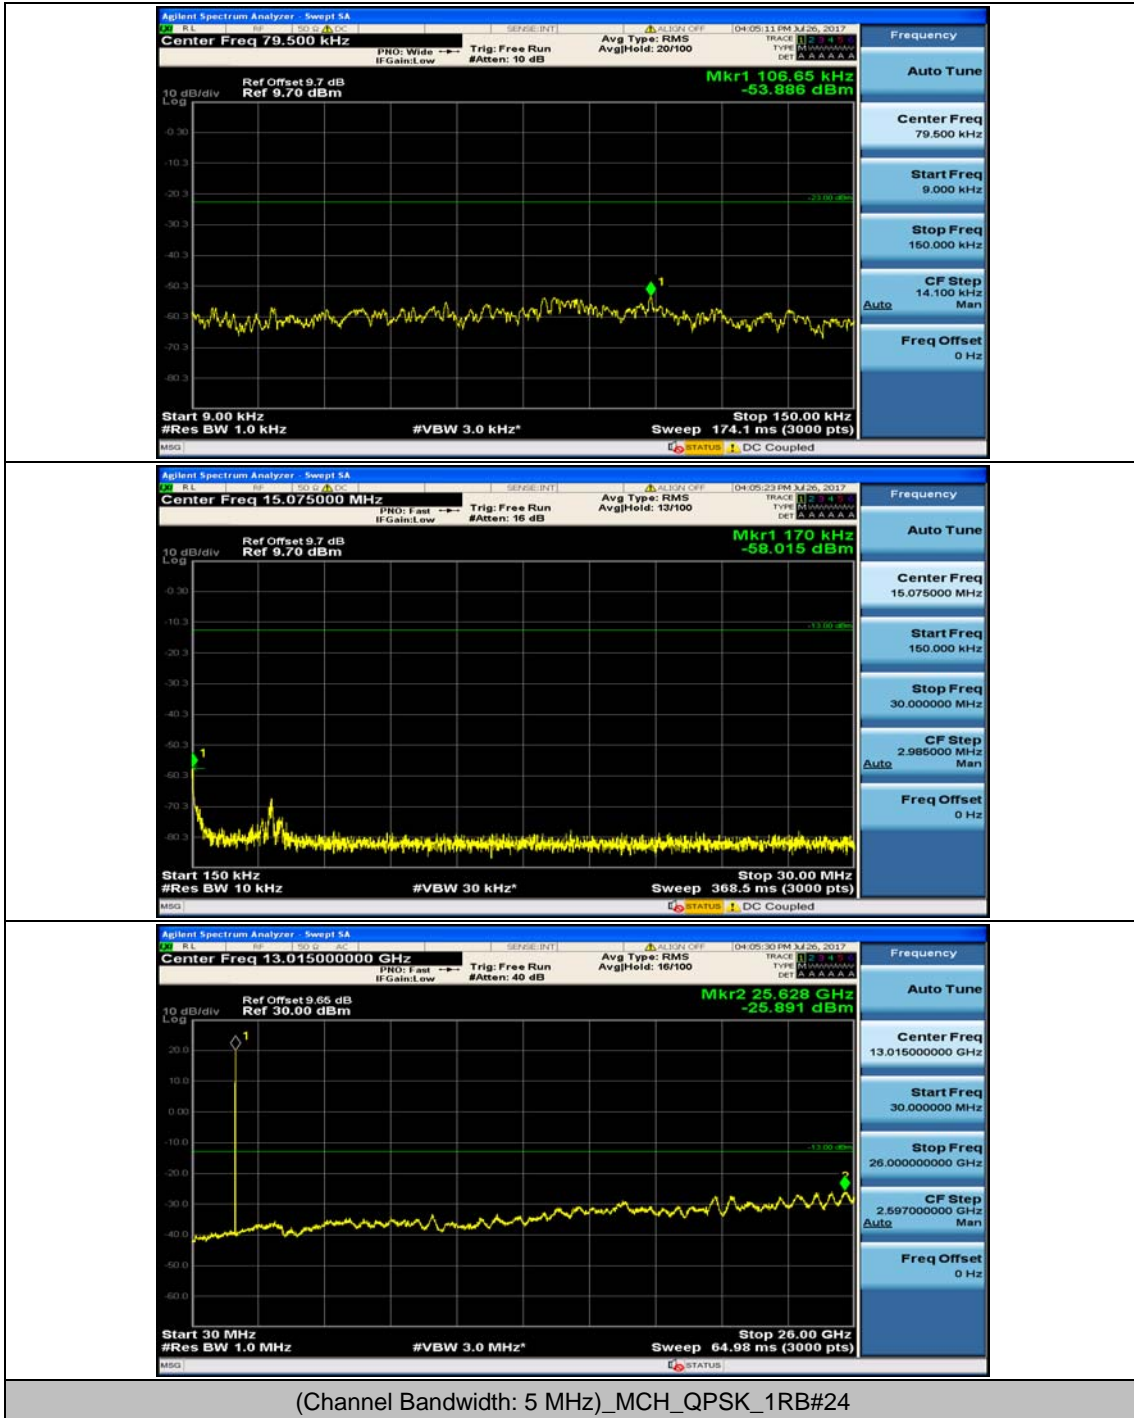 Agilent Spectrum Analyzer - Swept SA
RL RF 50 Ω DC SENSE:INT ALIGN OFF 04:05:11 PM Jul 26, 2017
Center Freq 79.500 kHz
PNO: Wide
IFGain:Low
Trig: Free Run
#Atten: 10 dB
Avg Type: RMS
Avg|Hold: 20/100
TRACE 1 2 3 4 5 6
TYPE M
DET A A A A A A
Ref Offset 9.7 dB
Ref 9.70 dBm
10 dB/div
Log
Mkr1 106.65 kHz
-53.886 dBm
-0.30
-10.3
-20.3
-23.00 dBm
-30.3
-40.3
-50.3
1
-60.3
-70.3
-80.3
Start 9.00 kHz
Stop 150.00 kHz
#Res BW 1.0 kHz
#VBW 3.0 kHz*
Sweep 174.1 ms (3000 pts)
MSG
STATUS
DC Coupled
Frequency
Auto Tune
Center Freq
79.500 kHz
Start Freq
9.000 kHz
Stop Freq
150.000 kHz
CF Step
14.100 kHz
Auto Man
Freq Offset
0 Hz
Agilent Spectrum Analyzer - Swept SA
RL RF 50 Ω DC SENSE:INT ALIGN OFF 04:05:23 PM Jul 26, 2017
Center Freq 15.075000 MHz
PNO: Fast
IFGain:Low
Trig: Free Run
#Atten: 16 dB
Avg Type: RMS
Avg|Hold: 13/100
TRACE 1 2 3 4 5 6
TYPE M
DET A A A A A A
Ref Offset 9.7 dB
Ref 9.70 dBm
10 dB/div
Log
Mkr1 170 kHz
-58.015 dBm
-0.30
-10.3
-13.00 dBm
-20.3
-30.3
-40.3
-50.3
1
-60.3
-70.3
-80.3
Start 150 kHz
Stop 30.00 MHz
#Res BW 10 kHz
#VBW 30 kHz*
Sweep 368.5 ms (3000 pts)
MSG
STATUS
DC Coupled
Frequency
Auto Tune
Center Freq
15.075000 MHz
Start Freq
150.000 kHz
Stop Freq
30.000000 MHz
CF Step
2.985000 MHz
Auto Man
Freq Offset
0 Hz
Agilent Spectrum Analyzer - Swept SA
RL RF 50 Ω AC SENSE:INT ALIGN OFF 04:05:30 PM Jul 26, 2017
Center Freq 13.015000000 GHz
PNO: Fast
IFGain:Low
Trig: Free Run
#Atten: 40 dB
Avg Type: RMS
Avg|Hold: 16/100
TRACE 1 2 3 4 5 6
TYPE M
DET A A A A A A
Ref Offset 9.65 dB
Ref 30.00 dBm
10 dB/div
Log
Mkr2 25.628 GHz
-25.891 dBm
1
20.0
10.0
0.00
-10.0
-13.00 dBm
-20.0
2
-30.0
-40.0
-50.0
-60.0
Start 30 MHz
Stop 26.00 GHz
#Res BW 1.0 MHz
#VBW 3.0 MHz*
Sweep 64.98 ms (3000 pts)
MSG
STATUS
Frequency
Auto Tune
Center Freq
13.015000000 GHz
Start Freq
30.000000 MHz
Stop Freq
26.000000000 GHz
CF Step
2.597000000 GHz
Auto Man
Freq Offset
0 Hz
(Channel Bandwidth: 5 MHz)_MCH_QPSK_1RB#24